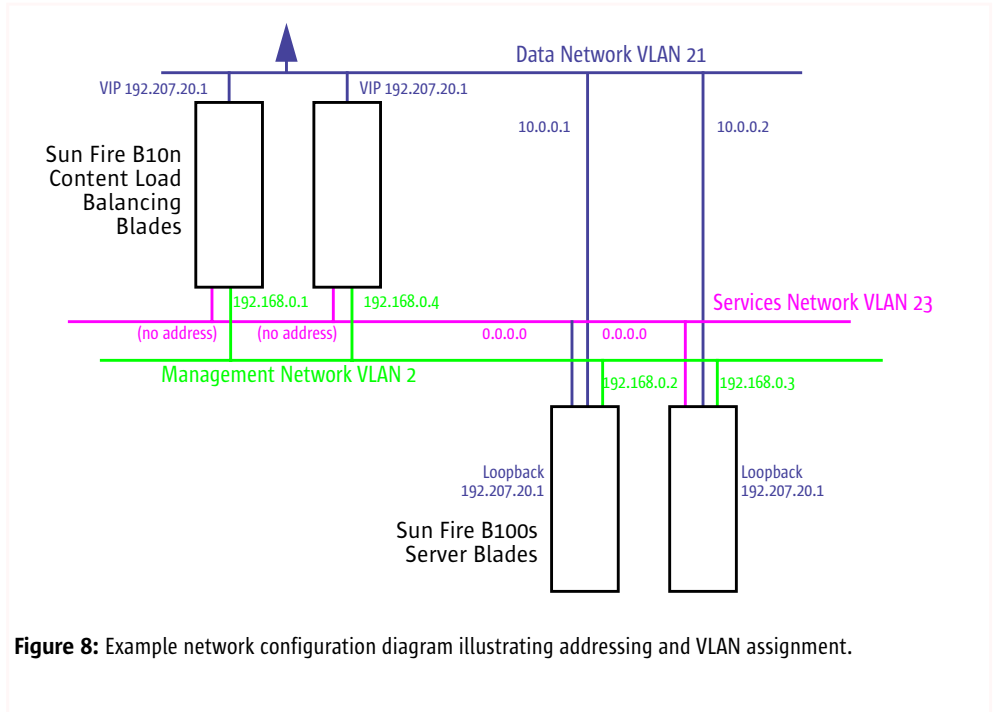 Data Network VLAN 21
VIP 192.207.20.1
VIP 192.207.20.1
10.0.0.1
10.0.0.2
Sun Fire B10n
Content Load
Balancing
Blades
192.168.0.1
192.168.0.4
Services Network VLAN 23
(no address)
(no address)
0.0.0.0
0.0.0.0
Management Network VLAN 2
192.168.0.2
192.168.0.3
Loopback
192.207.20.1
Loopback
192.207.20.1
Sun Fire B100s
Server Blades
Figure 8: Example network configuration diagram illustrating addressing and VLAN assignment.